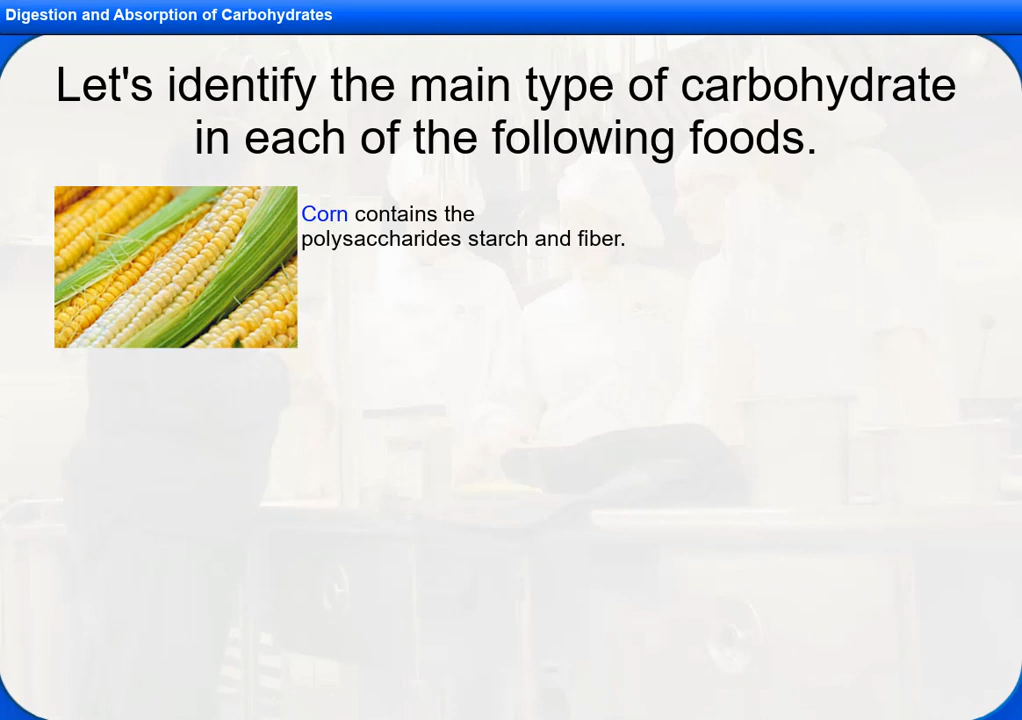 Digestion and Absorption of Carbohydrates
Let's identify the main type of carbohydrate
in each of the following foods.
Corn contains the
polysaccharides starch and fiber.